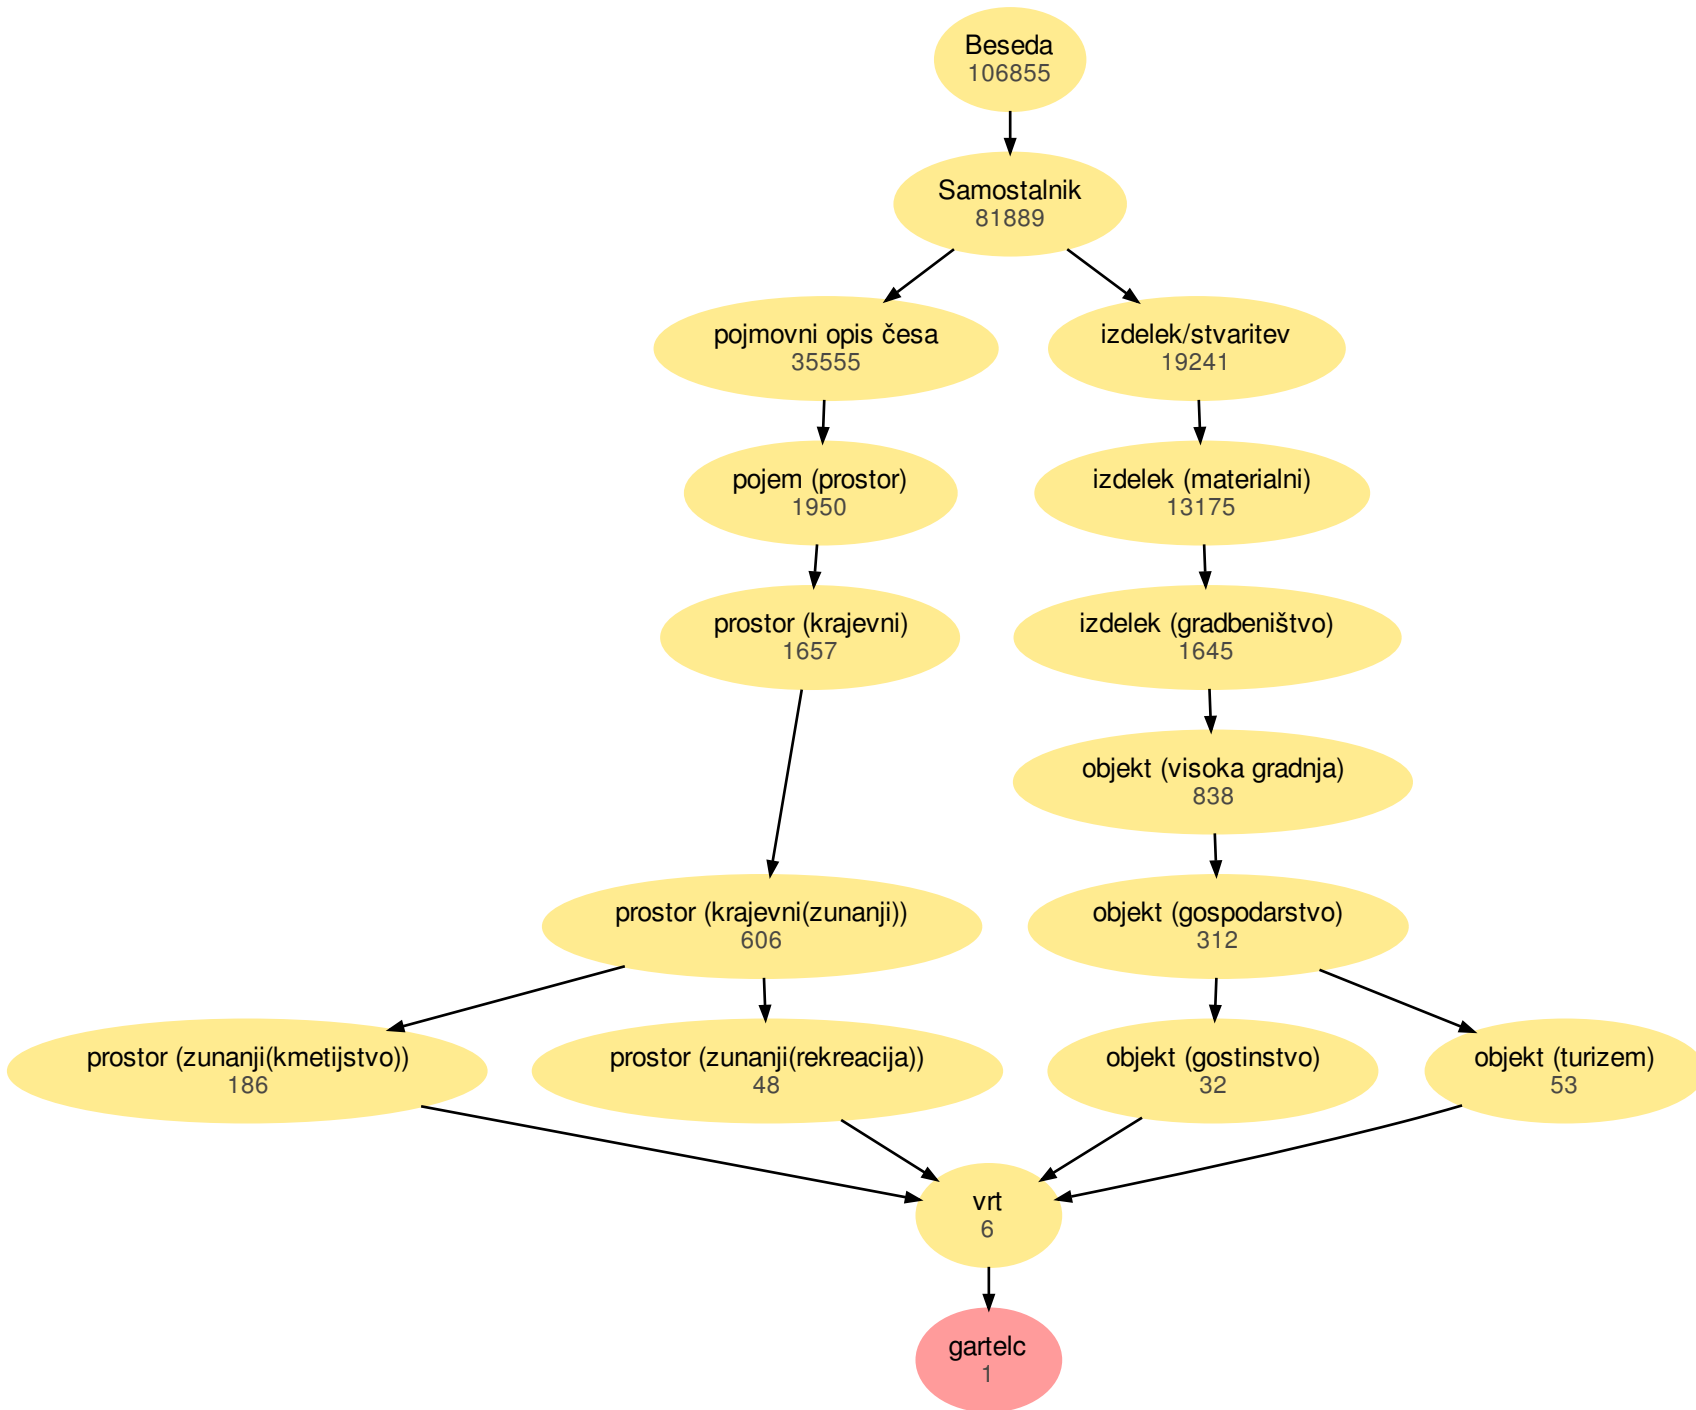 Beseda
106855
Samostalnik
81889
pojmovni opis česa
35555
izdelek/stvaritev
19241
pojem (prostor)
1950
izdelek (materialni)
13175
prostor (krajevni)
1657
izdelek (gradbeništvo)
1645
objekt (visoka gradnja)
838
prostor (krajevni(zunanji))
606
objekt (gospodarstvo)
312
prostor (zunanji(kmetijstvo))
186
prostor (zunanji(rekreacija))
48
objekt (gostinstvo)
32
objekt (turizem)
53
vrt
6
gartelc
1